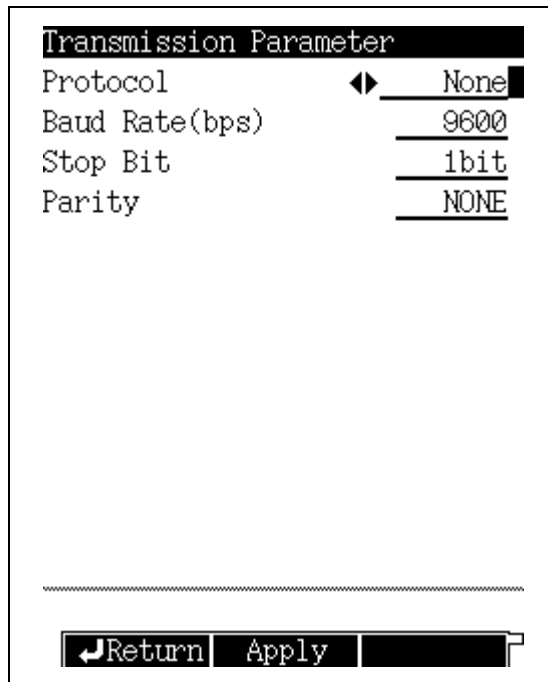 Transmission Parameter
Protocol None
Baud Rate(bps) 9600
Stop Bit 1bit
Parity NONE
Return Apply